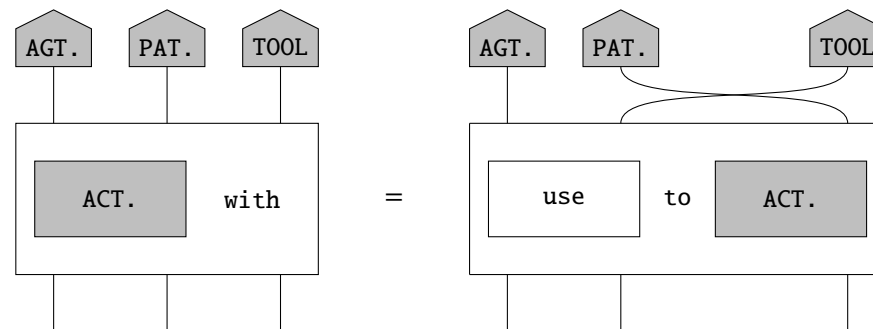 AGT. PAT. TOOL AGT. PAT. TOOL
ACT. with = use to ACT.